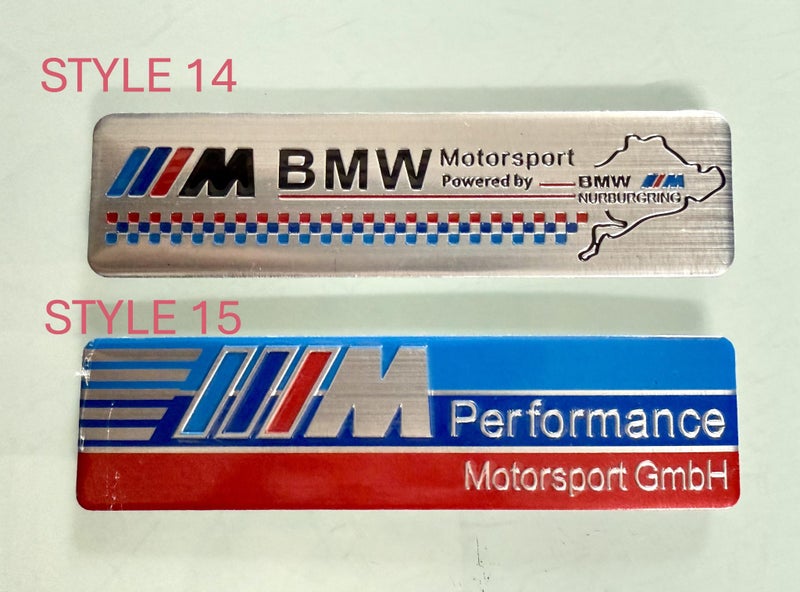 STYLE 14
M BMW Motorsport
Powered by BMW M
NURBURGRING
STYLE 15
M Performance
Motorsport GmbH